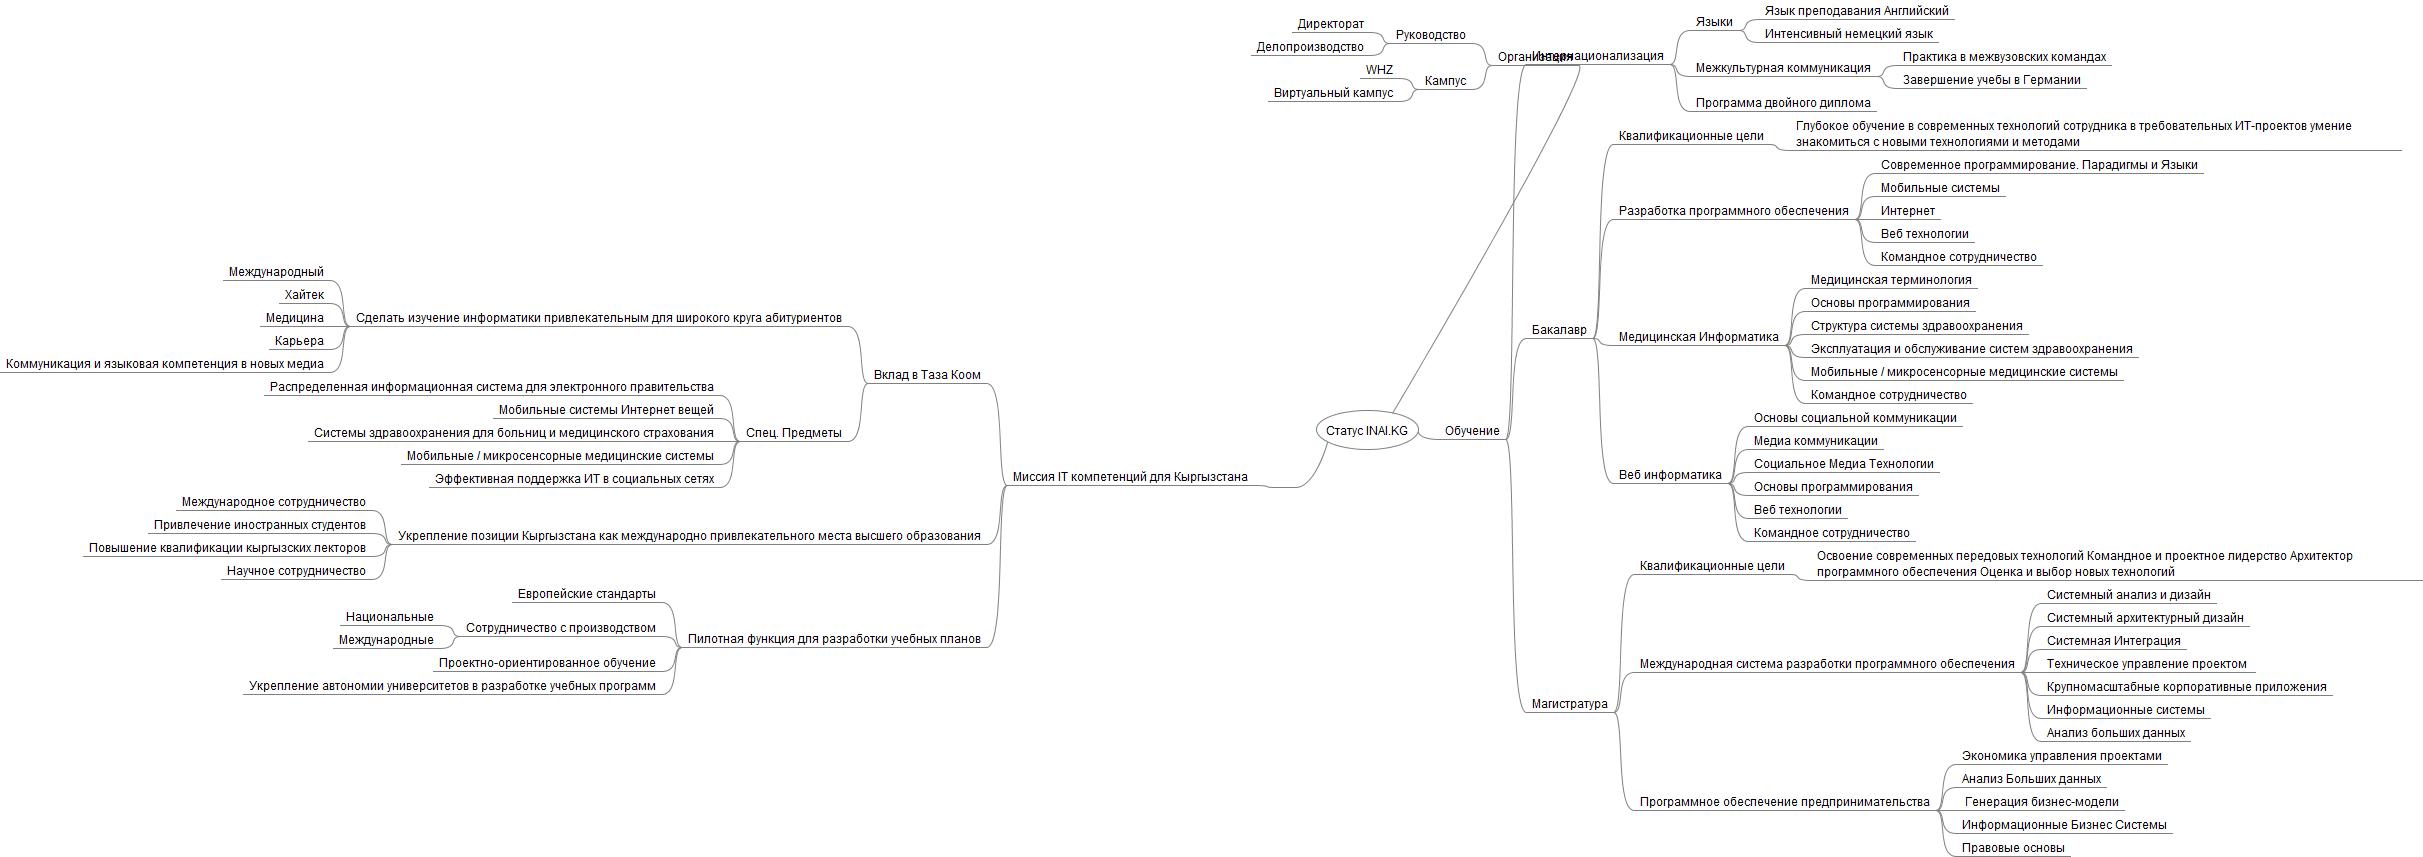 Статус INAI.KG
Организация
Руководство
Директорат
Делопроизводство
Кампус
WHZ
Виртуальный кампус
Миссия IT компетенций для Кыргызстана
Вклад в Таза Коом
Сделать изучение информатики привлекательным для широкого круга абитуриентов
Международный
Хайтек
Медицина
Карьера
Коммуникация и языковая компетенция в новых медиа
Спец. Предметы
Распределенная информационная система для электронного правительства
Мобильные системы Интернет вещей
Системы здравоохранения для больниц и медицинского страхования
Мобильные / микросенсорные медицинские системы
Эффективная поддержка ИТ в социальных сетях
Укрепление позиции Кыргызстана как международно привлекательного места высшего образования
Международное сотрудничество
Привлечение иностранных студентов
Повышение квалификации кыргызских лекторов
Научное сотрудничество
Пилотная функция для разработки учебных планов
Европейские стандарты
Сотрудничество с производством
Национальные
Международные
Проектно-ориентированное обучение
Укрепление автономии университетов в разработке учебных программ
Обучение
Интернационализация
Языки
Язык преподавания Английский
Интенсивный немецкий язык
Межкультурная коммуникация
Практика в межвузовских командах
Завершение учебы в Германии
Программа двойного диплома
Бакалавр
Квалификационные цели
Глубокое обучение в современных технологий сотрудника в требовательных ИТ-проектов умение
знакомиться с новыми технологиями и методами
Разработка программного обеспечения
Современное программирование. Парадигмы и Языки
Мобильные системы
Интернет
Веб технологии
Командное сотрудничество
Медицинская Информатика
Медицинская терминология
Основы программирования
Структура системы здравоохранения
Эксплуатация и обслуживание систем здравоохранения
Мобильные / микросенсорные медицинские системы
Командное сотрудничество
Веб информатика
Основы социальной коммуникации
Медиа коммуникации
Социальное Медиа Технологии
Основы программирования
Веб технологии
Командное сотрудничество
Магистратура
Квалификационные цели
Освоение современных передовых технологий Командное и проектное лидерство Архитектор
программного обеспечения Оценка и выбор новых технологий
Международная система разработки программного обеспечения
Системный анализ и дизайн
Системный архитектурный дизайн
Системная Интеграция
Техническое управление проектом
Крупномасштабные корпоративные приложения
Информационные системы
Анализ больших данных
Программное обеспечение предпринимательства
Экономика управления проектами
Анализ Больших данных
Генерация бизнес-модели
Информационные Бизнес Системы
Правовые основы